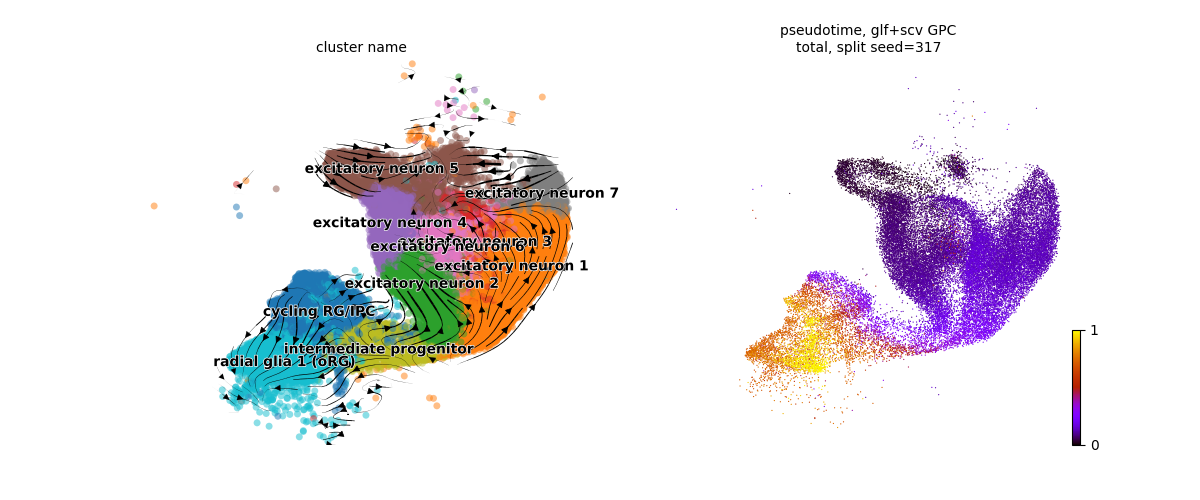 cluster name
excitatory neuron 5
excitatory neuron 7
excitatory neuron 4
excitatory neuron 3
excitatory neuron 6
excitatory neuron 1
excitatory neuron 2
cycling RG/IPC
intermediate progenitor
radial glia 1 (oRG)
pseudotime, glf+scv GPC
total, split seed=317
1
0